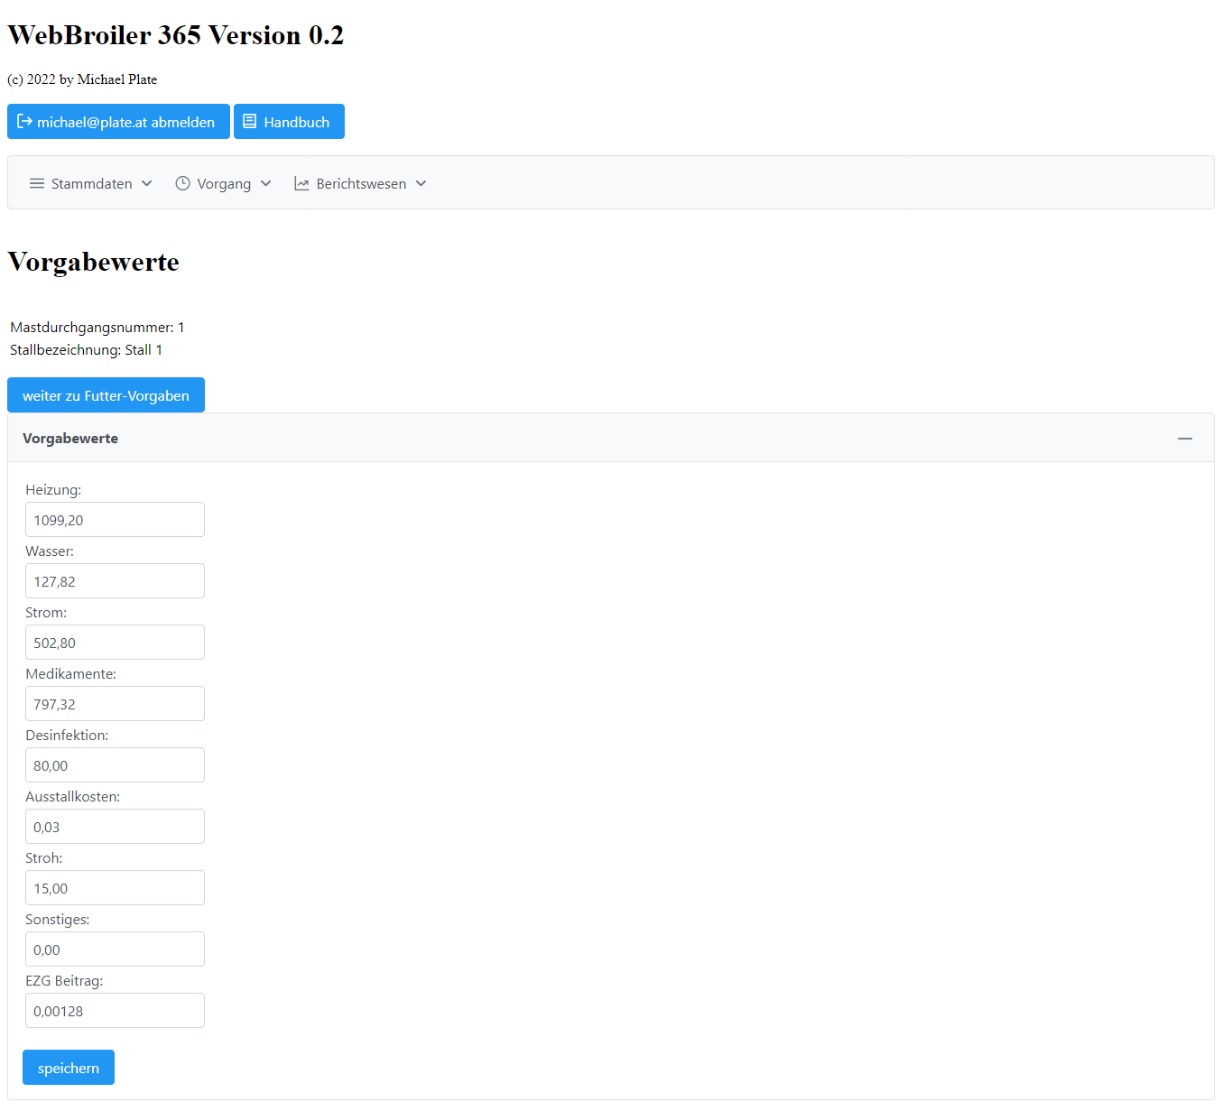 WebBroiler 365 Version 0.2
(c) 2022 by Michael Plate
michael@plate.at abmelden Handbuch
Stammdaten Vorgang Berichtswesen
Vorgabewerte
Mastdurchgangsnummer: 1
Stallbezeichnung: Stall 1
weiter zu Futter-Vorgaben
Vorgabewerte
Heizung:
1099,20
Wasser:
127,82
Strom:
502,80
Medikamente:
797,32
Desinfektion:
80,00
Ausstallkosten:
0,03
Stroh:
15,00
Sonstiges:
0,00
EZG Beitrag:
0,00128
speichern